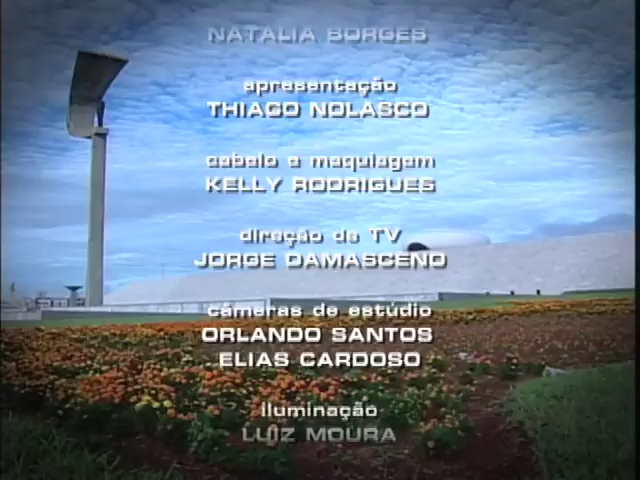 NATALIA BORGES
apresentação
THIAGO NOLASCO
cabelo e maquiagem
KELLY RODRIGUES
direção de TV
JORGE DAMASCENO
câmeras de estúdio
ORLANDO SANTOS
ELIAS CARDOSO
iluminação
LUIZ MOURA